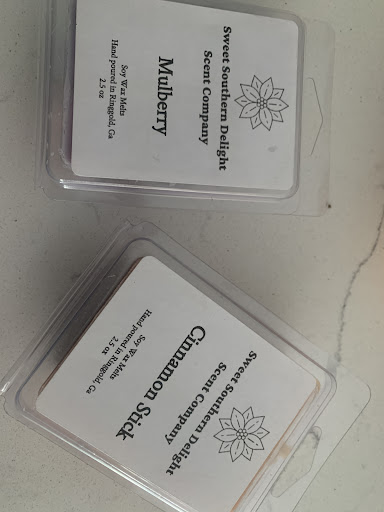 Sweet Southern Delight
Scent Company
Mulberry
Soy Wax Melts
Hand poured in Ringgold, Ga
2.5 oz
Sweet Southern Delight
Scent Company
Cinnamon Stick
Soy Wax Melts
Hand poured in Ringgold, Ga
2.5 oz